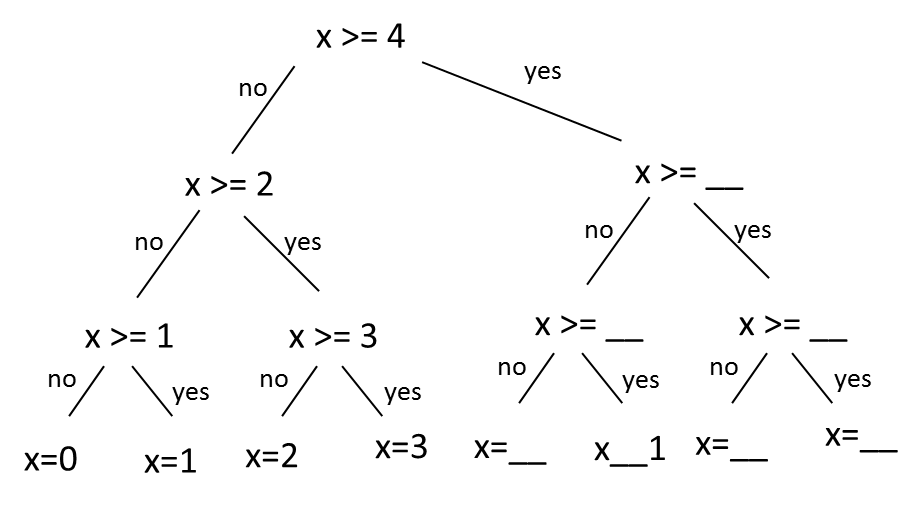 x >= 4
no
yes
x >= 2
x >= __
no
yes
no
yes
x >= 1
x >= 3
x >= __
x >= __
no
yes
no
yes
no
yes
no
yes
x=0
x=1
x=2
x=3
x=__
x__1
x=__
x=__